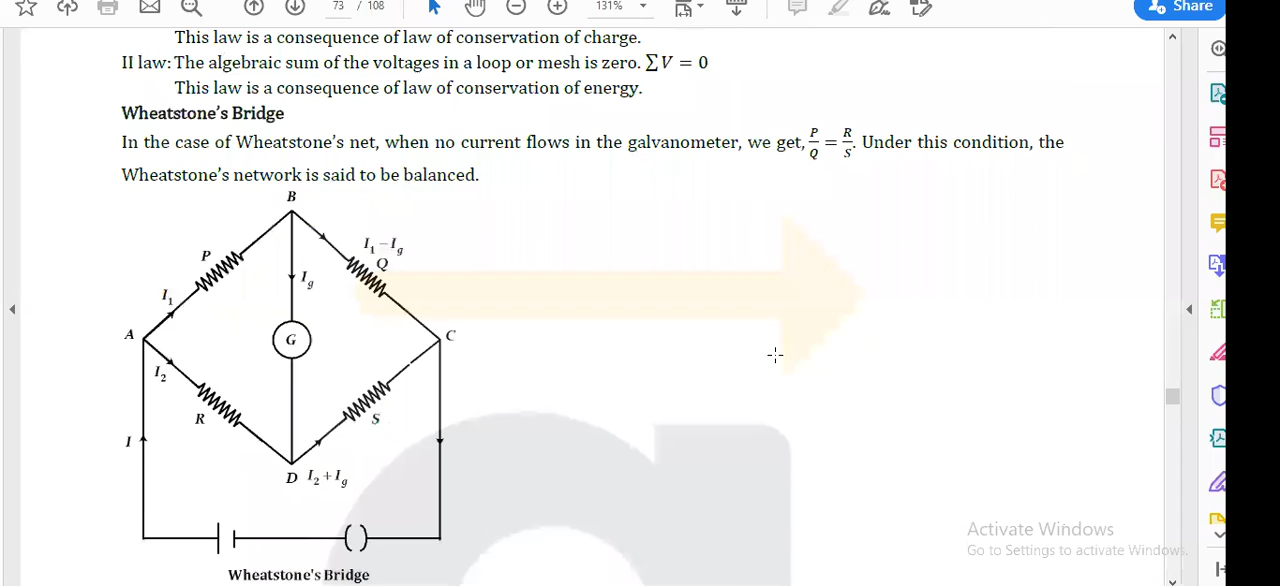 73 / 108
131%
Share
This law is a consequence of law of conservation of charge.
II law: The algebraic sum of the voltages in a loop or mesh is zero. ∑V = 0
This law is a consequence of law of conservation of energy.
Wheatstone's Bridge
In the case of Wheatstone's net, when no current flows in the galvanometer, we get, P/Q = R/S. Under this condition, the
Wheatstone's network is said to be balanced.
B
P
I₁ – I_g
Q
I_g
I₁
A
G
C
I₂
R
S
I
D I₂ + I_g
Activate Windows
Go to Settings to activate Windows.
Wheatstone's Bridge